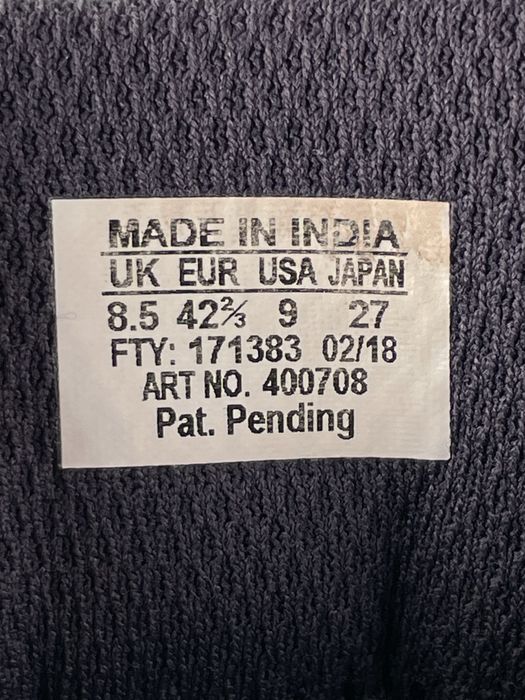 MADE IN INDIA
UK EUR USA JAPAN
8.5 42⅔ 9 27
FTY: 171383 02/18
ART NO. 400708
Pat. Pending